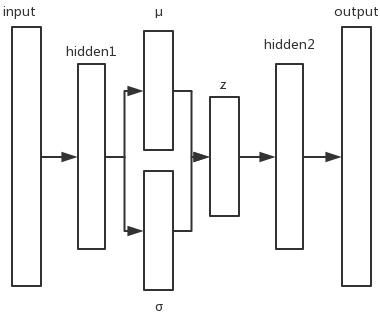 input
μ
output
hidden1
hidden2
z
σ